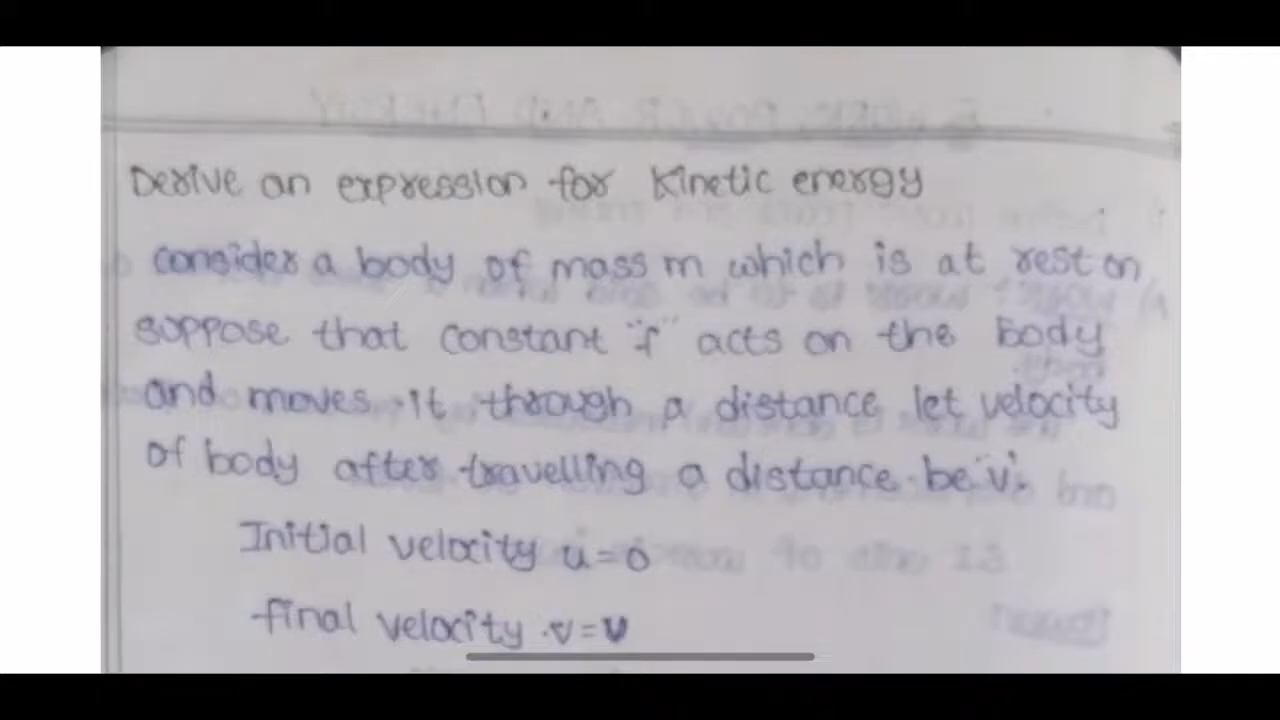 Derive an expression for Kinetic energy
consider a body of mass m which is at rest on
suppose that constant "f" acts on the Body
and moves it through a distance let velocity
of body after travelling a distance be 'v'.
Initial velocity u=0
final velocity v=v